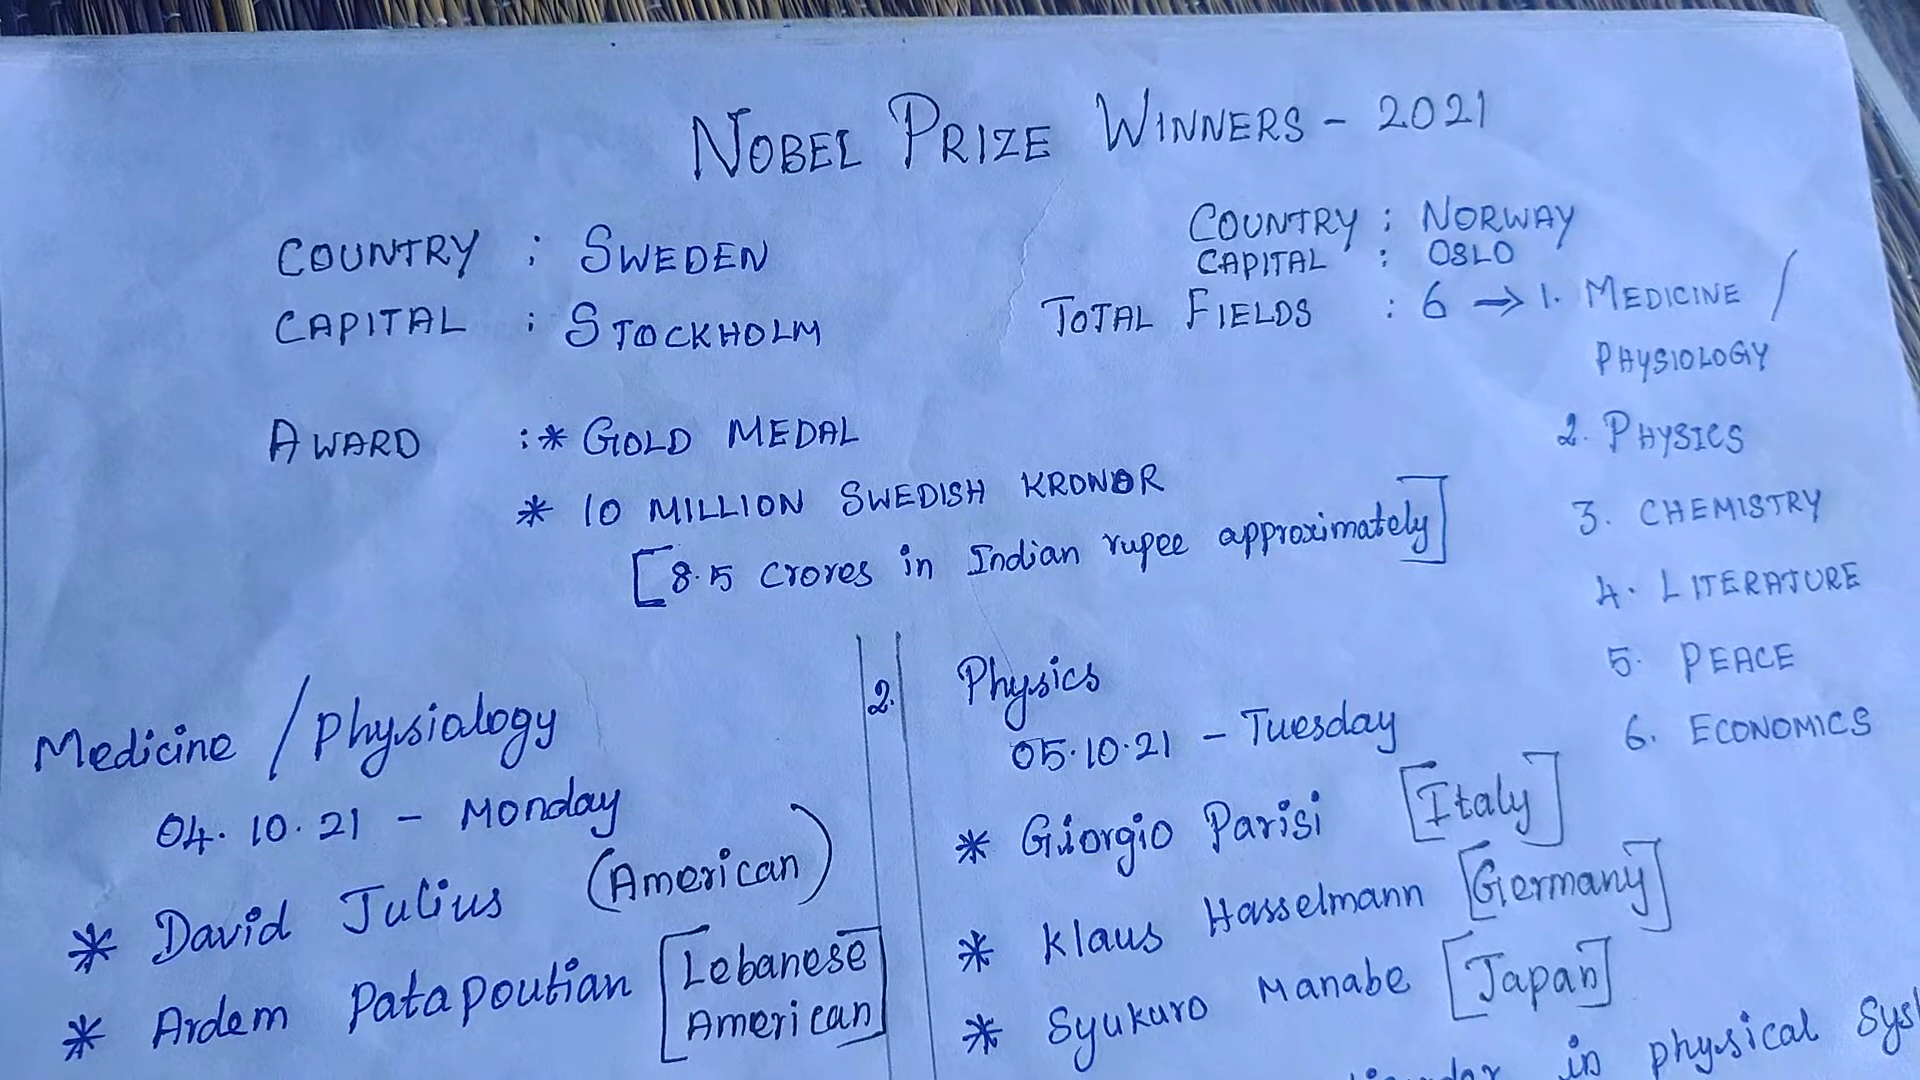 NOBEL PRIZE WINNERS - 2021
COUNTRY : SWEDEN
CAPITAL : STOCKHOLM
COUNTRY : NORWAY
CAPITAL : OSLO
TOTAL FIELDS : 6 → 1. MEDICINE /
PHYSIOLOGY
2. PHYSICS
3. CHEMISTRY
4. LITERATURE
5. PEACE
6. ECONOMICS
AWARD : * GOLD MEDAL
* 10 MILLION SWEDISH KRONOR
[8.5 crores in Indian rupee approximately]
Medicine / Physiology
04.10.21 - Monday
* David Julius (American)
* Ardem Patapoutian [Lebanese
American]
2. Physics
05.10.21 - Tuesday
* Giorgio Parisi [Italy]
* Klaus Hasselmann [Germany]
* Syukuro Manabe [Japan]
in physical